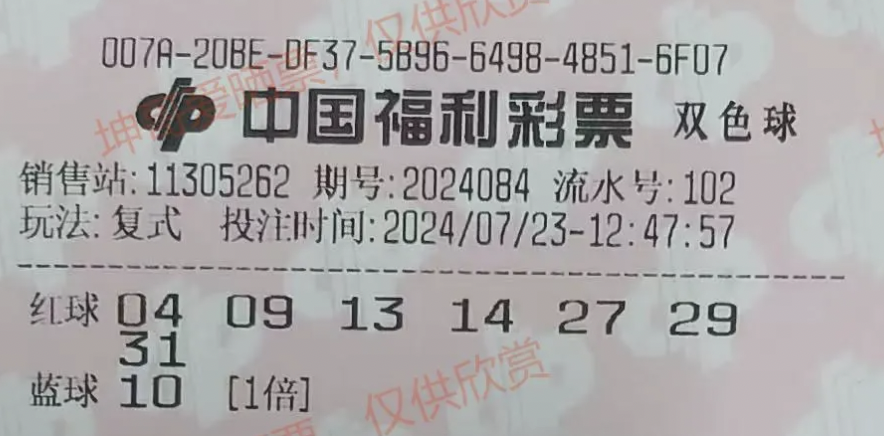 007A-20BE-DF37-5B96-6498-4851-6F07
中国福利彩票 双色球
销售站:11305262 期号:2024084 流水号:102
玩法:复式 投注时间:2024/07/23-12:47:57
红球 04 09 13 14 27 29
31
蓝球 10 [1倍]
仅供欣赏
爱晒票,仅供欣赏